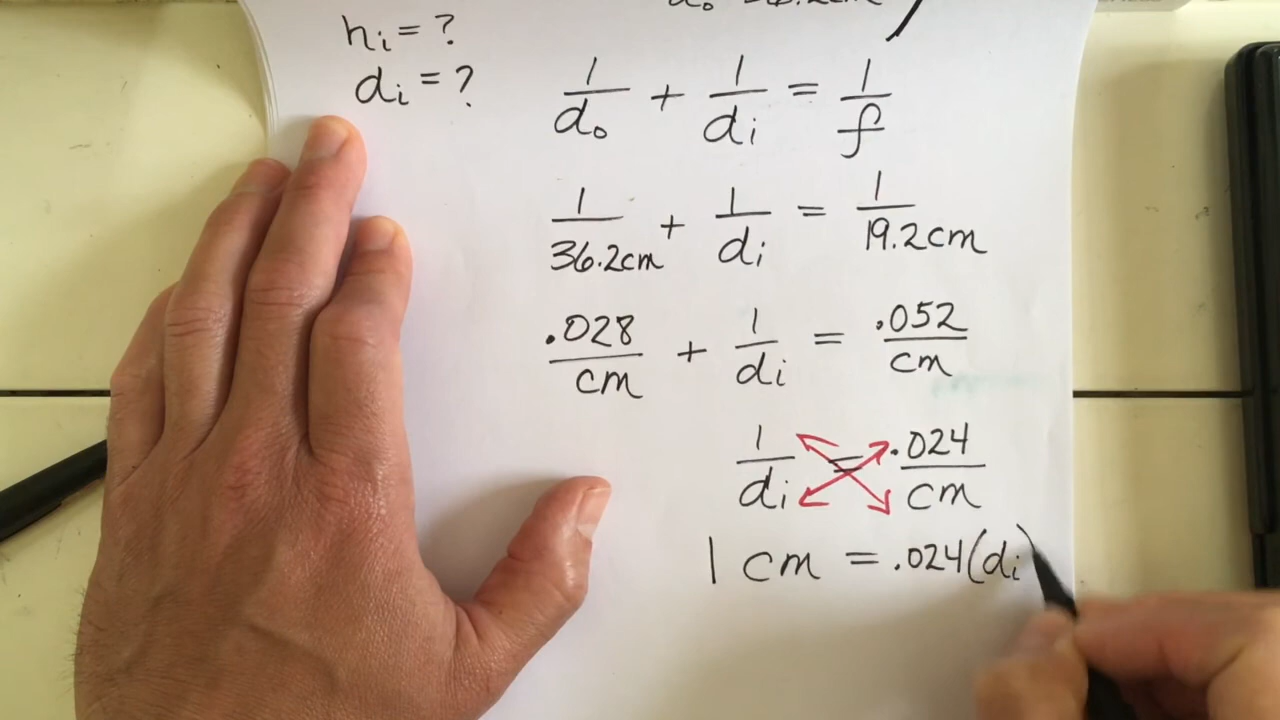 hi = ?
di = ?
1/do + 1/di = 1/f
1/36.2cm + 1/di = 1/19.2cm
.028/cm + 1/di = .052/cm
1/di = .024/cm
1 cm = .024(di)